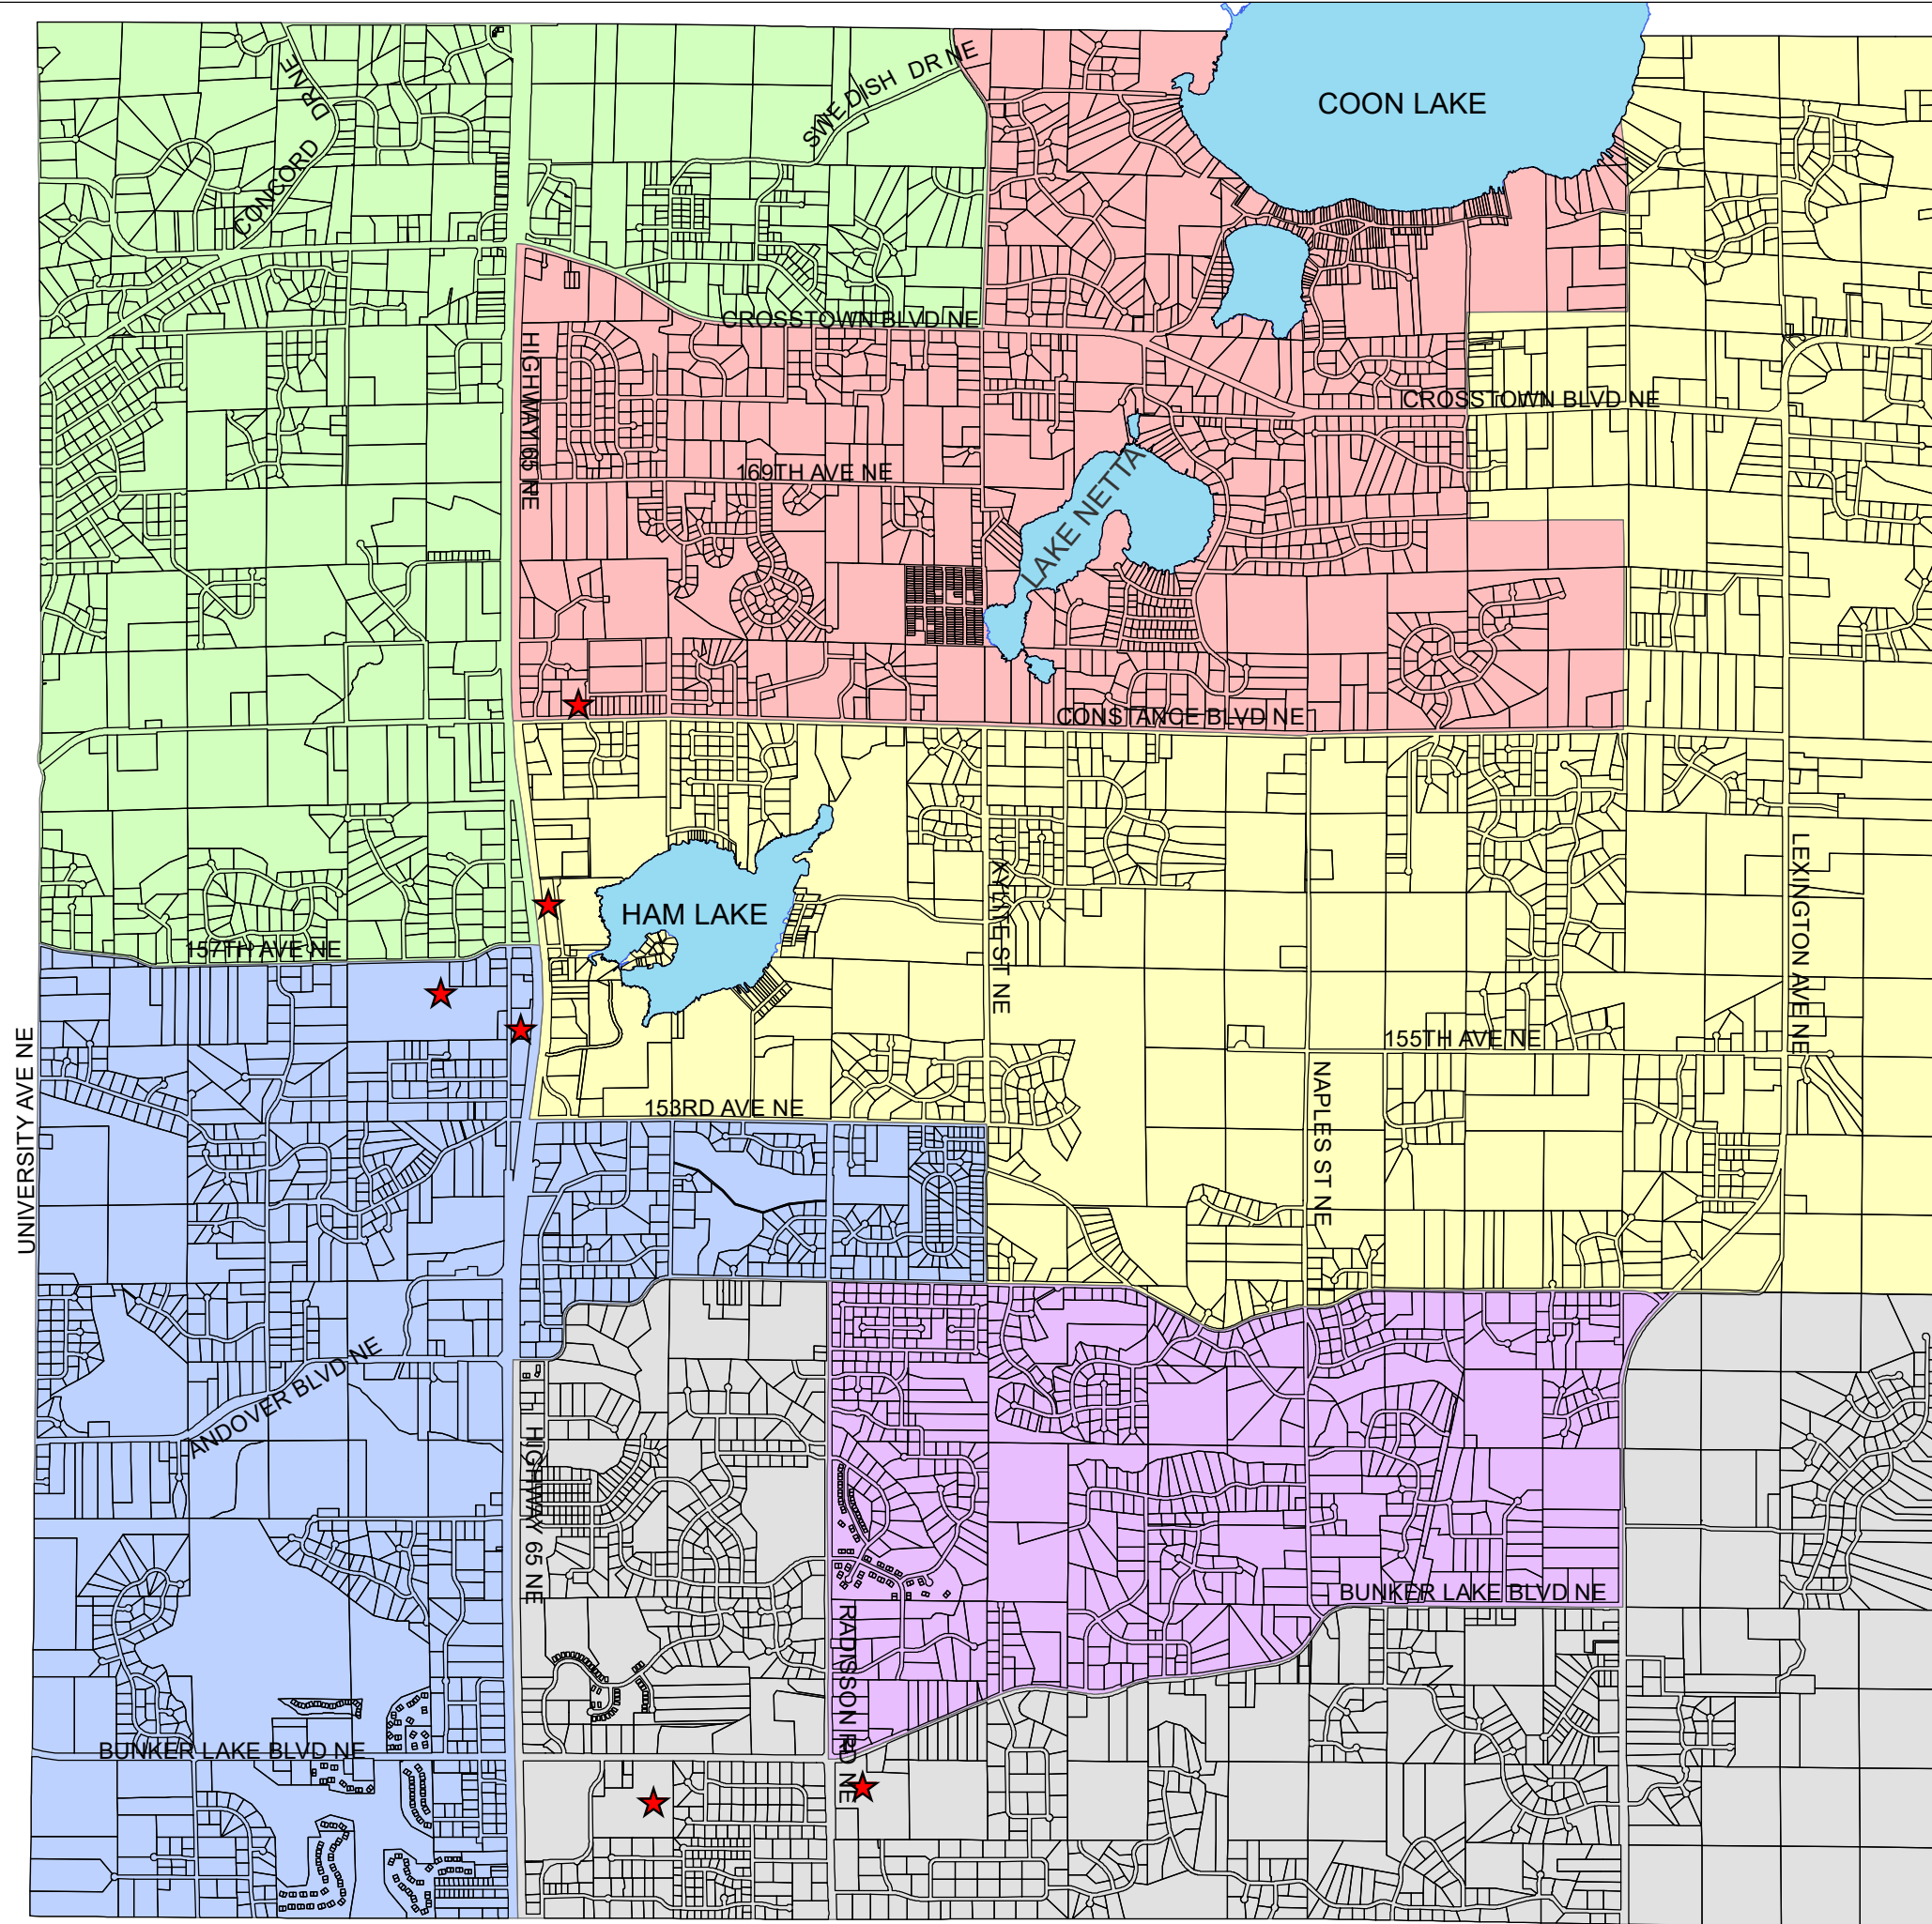 COON LAKE
SWEDISH DR NE
CONCORD DR NE
CROSSTOWN BLVD NE
HIGHWAY 65 NE
CROSSTOWN BLVD NE
169TH AVE NE
LAKE NETTA
CONSTANCE BLVD NE
HAM LAKE
XYLITE ST NE
LEXINGTON AVE NE
157TH AVE NE
UNIVERSITY AVE NE
155TH AVE NE
153RD AVE NE
NAPLES ST NE
ANDOVER BLVD NE
HIGHWAY 65 NE
BUNKER LAKE BLVD NE
RADISSON RD NE
BUNKER LAKE BLVD NE